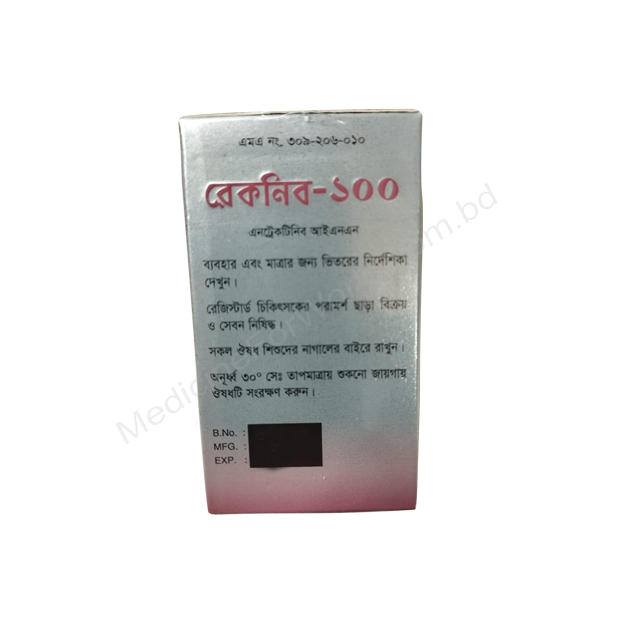 এমএ নং. ৩০৯-২০৬-০১০
রেকনিব-১০০
এনট্রেকটিনিব আইএনএন
ব্যবহার এবং মাত্রার জন্য ভিতরের নির্দেশিকা
দেখুন।
রেজিস্টার্ড চিকিৎসকের পরামর্শ ছাড়া বিক্রয়
ও সেবন নিষিদ্ধ।
সকল ঔষধ শিশুদের নাগালের বাইরে রাখুন।
অনূর্ধ্ব ৩০° সেঃ তাপমাত্রায় শুকনো জায়গায়
ঔষধটি সংরক্ষণ করুন।
B.No. :
MFG. :
EXP. :